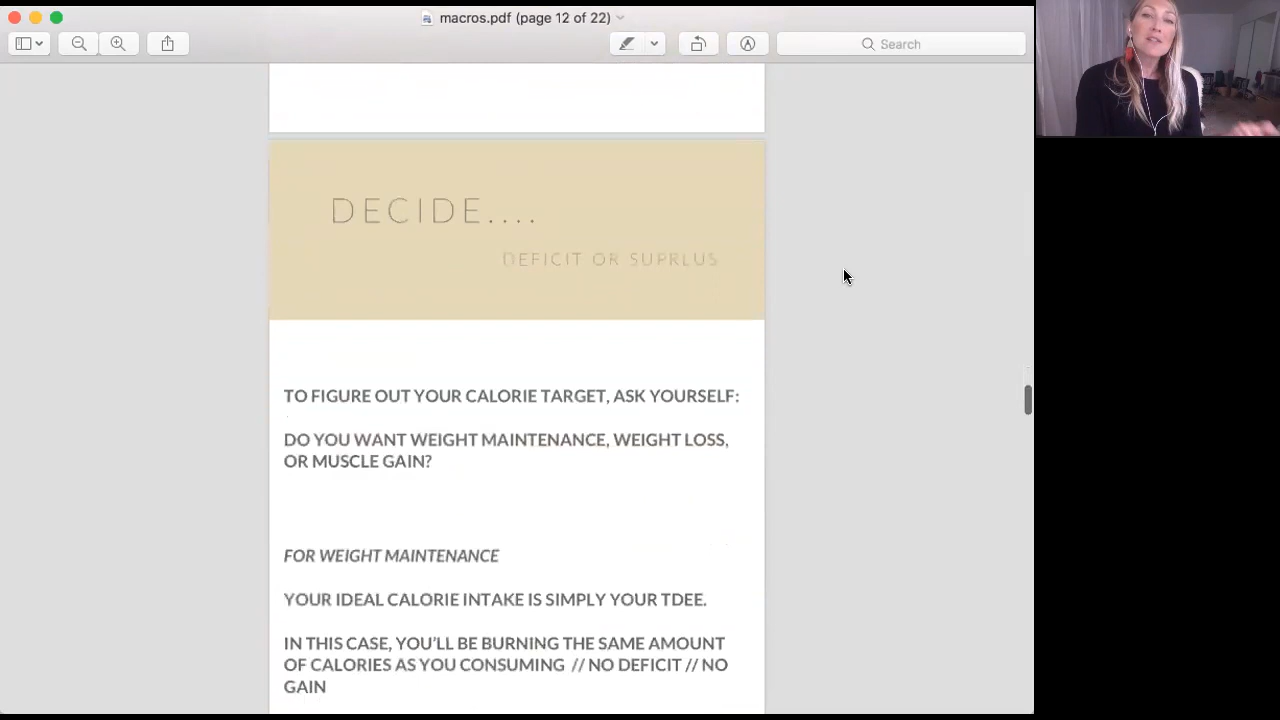 macros.pdf (page 12 of 22)
Search
DECIDE....
DEFICIT OR SUPRLUS
TO FIGURE OUT YOUR CALORIE TARGET, ASK YOURSELF:
DO YOU WANT WEIGHT MAINTENANCE, WEIGHT LOSS,
OR MUSCLE GAIN?
FOR WEIGHT MAINTENANCE
YOUR IDEAL CALORIE INTAKE IS SIMPLY YOUR TDEE.
IN THIS CASE, YOU'LL BE BURNING THE SAME AMOUNT
OF CALORIES AS YOU CONSUMING // NO DEFICIT // NO
GAIN